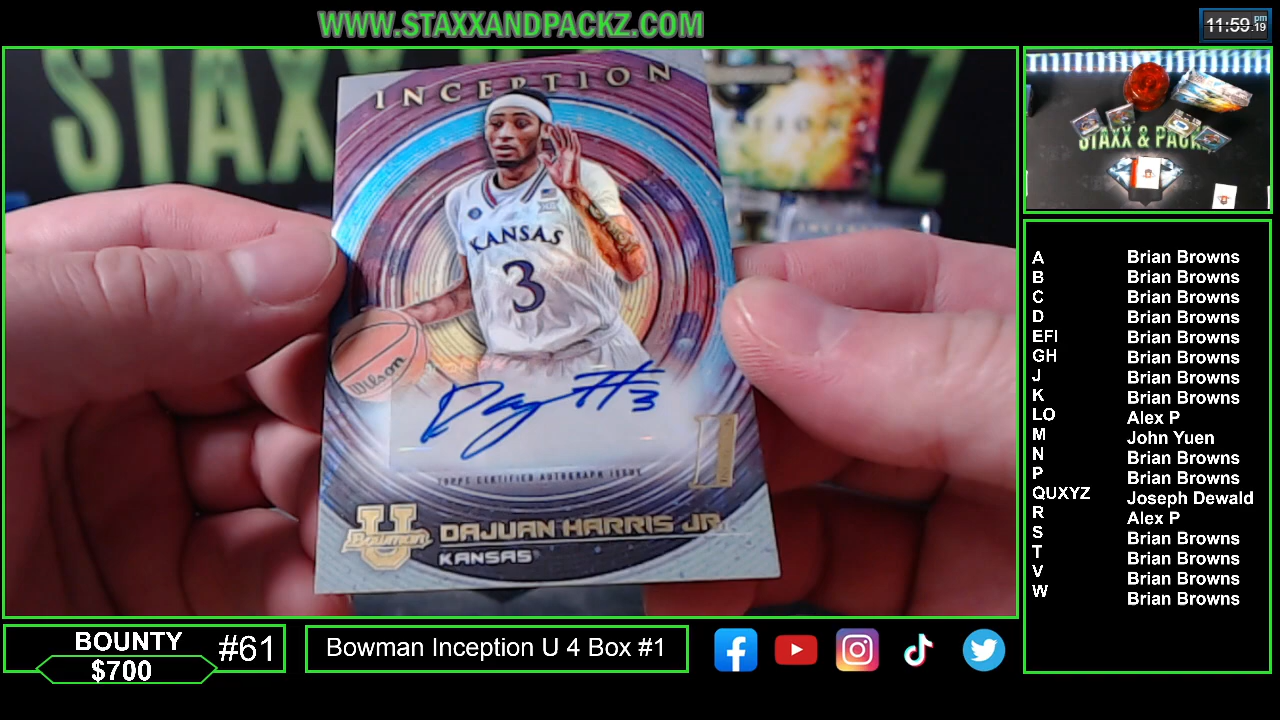 WWW.STAXXANDPACKZ.COM
11:59 pm .19
STAXX
INCEPTION
KANSAS
3
Wilson
TOPPS CERTIFIED AUTOGRAPH ISSUE
U
Bowman
DAJUAN HARRIS JR.
KANSAS
STAXX & PACKZ
A Brian Browns
B Brian Browns
C Brian Browns
D Brian Browns
EFI Brian Browns
GH Brian Browns
J Brian Browns
K Brian Browns
LO Alex P
M John Yuen
N Brian Browns
P Brian Browns
QUXYZ Joseph Dewald
R Alex P
S Brian Browns
T Brian Browns
V Brian Browns
W Brian Browns
BOUNTY
$700
#61
Bowman Inception U 4 Box #1